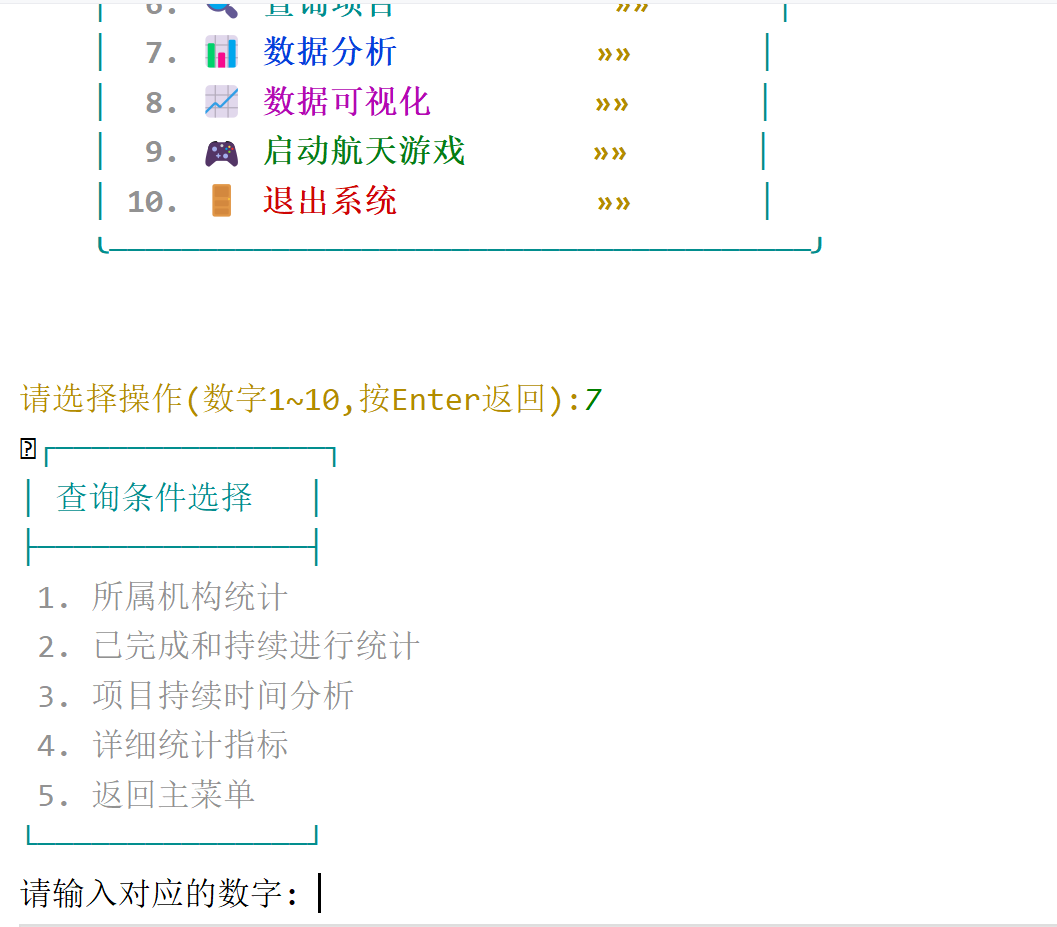 6. 查询项目 »»
7. 数据分析 »»
8. 数据可视化 »»
9. 启动航天游戏 »»
10. 退出系统 »»
请选择操作(数字1~10,按Enter返回):7
查询条件选择
1. 所属机构统计
2. 已完成和持续进行统计
3. 项目持续时间分析
4. 详细统计指标
5. 返回主菜单
请输入对应的数字: